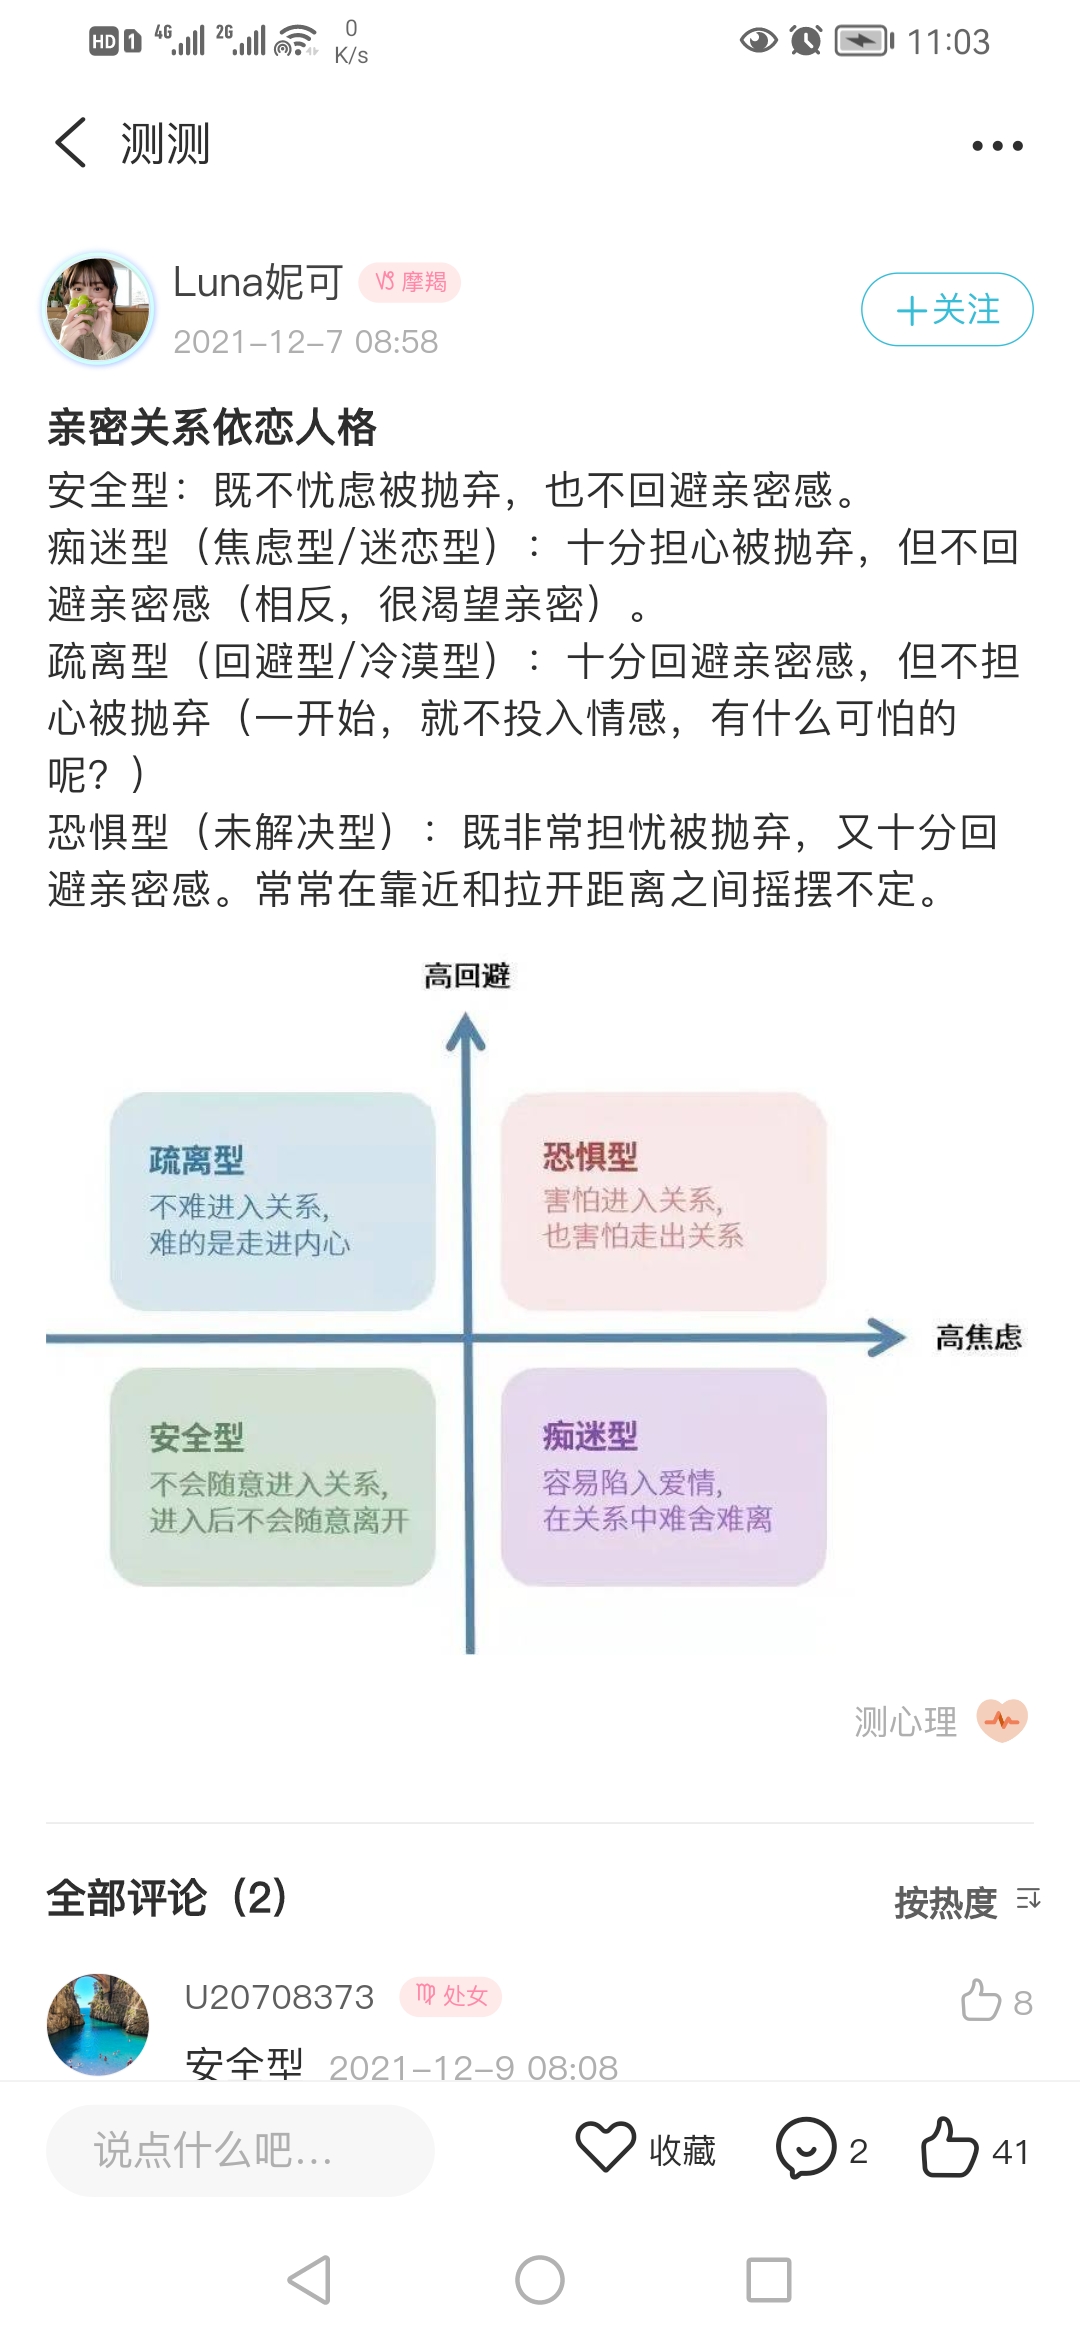 HD 1 4G 2G 0 K/s 11:03
测测
Luna妮可 摩羯
2021-12-7 08:58
+关注
亲密关系依恋人格
安全型：既不忧虑被抛弃，也不回避亲密感。
痴迷型（焦虑型/迷恋型）：十分担心被抛弃，但不回
避亲密感（相反，很渴望亲密）。
疏离型（回避型/冷漠型）：十分回避亲密感，但不担
心被抛弃（一开始，就不投入情感，有什么可怕的
呢？）
恐惧型（未解决型）：既非常担忧被抛弃，又十分回
避亲密感。常常在靠近和拉开距离之间摇摆不定。
高回避
疏离型
不难进入关系，
难的是走进内心
恐惧型
害怕进入关系，
也害怕走出关系
高焦虑
安全型
不会随意进入关系，
进入后不会随意离开
痴迷型
容易陷入爱情，
在关系中难舍难离
测心理
全部评论（2）
按热度
U20708373 处女
8
安全型 2021-12-9 08:08
说点什么吧...
收藏
2
41